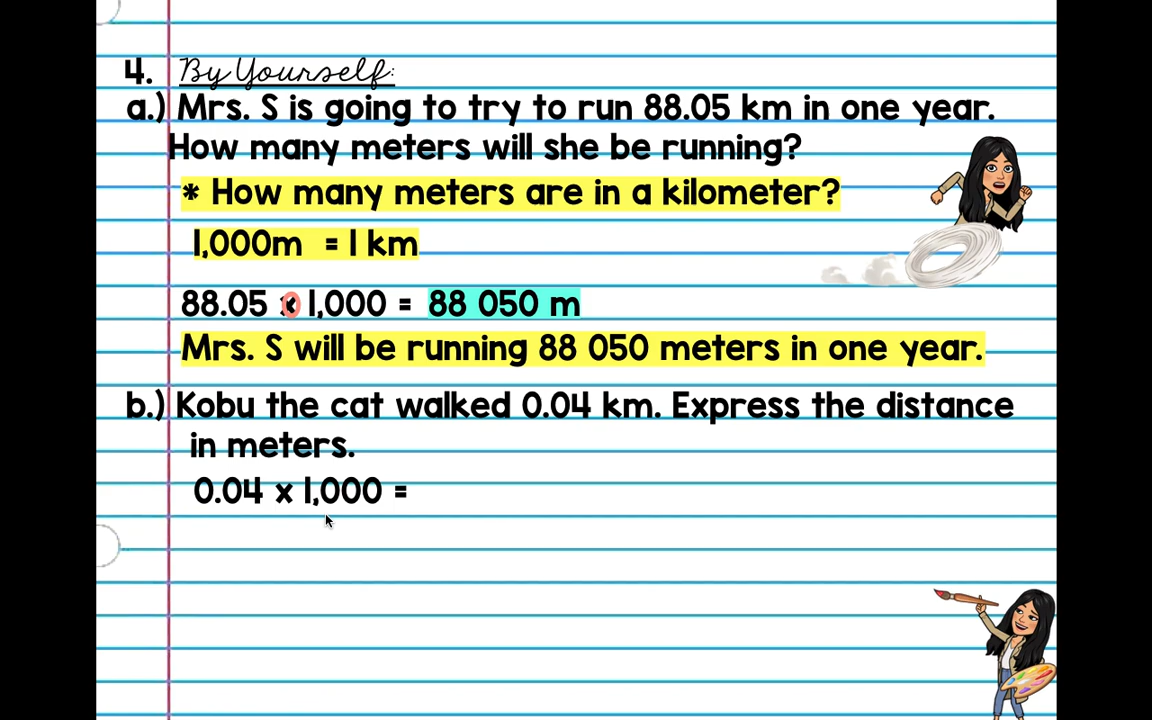 4. By Yourself:
a.) Mrs. S is going to try to run 88.05 km in one year.
How many meters will she be running?
* How many meters are in a kilometer?
1,000m = 1 km
88.05 x 1,000 = 88 050 m
Mrs. S will be running 88 050 meters in one year.
b.) Kobu the cat walked 0.04 km. Express the distance
in meters.
0.04 x 1,000 =